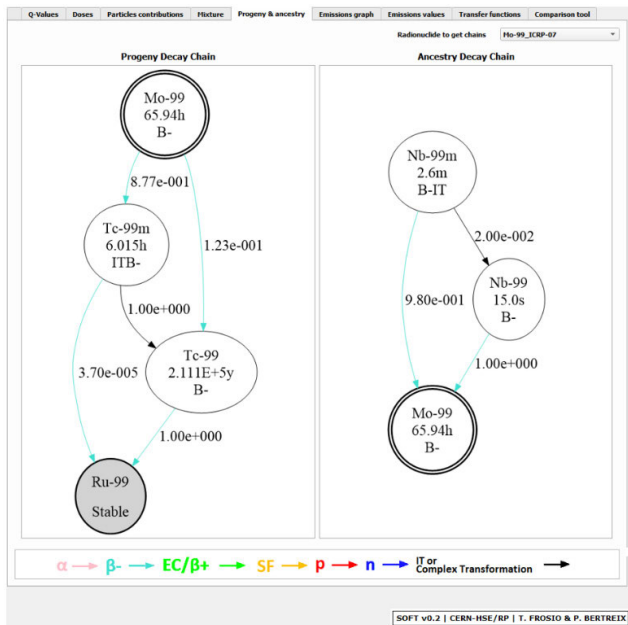 Q-Values Doses Particles contributions Mixture Progeny & ancestry Emissions graph Emissions values Transfer functions Comparison tool
Radionuclide to get chains Mo-99_ICRP-07
Progeny Decay Chain
Mo-99
65.94h
B-
8.77e-001
Tc-99m
6.015h
ITB-
1.23e-001
1.00e+000
3.70e-005
Tc-99
2.111E+5y
B-
1.00e+000
Ru-99
Stable
Ancestry Decay Chain
Nb-99m
2.6m
B-IT
2.00e-002
9.80e-001
Nb-99
15.0s
B-
1.00e+000
Mo-99
65.94h
B-
α β- EC/β+ SF p n IT or
Complex Transformation
SOFT v0.2 | CERN-HSE/RP | T. FROSIO & P. BERTREIX